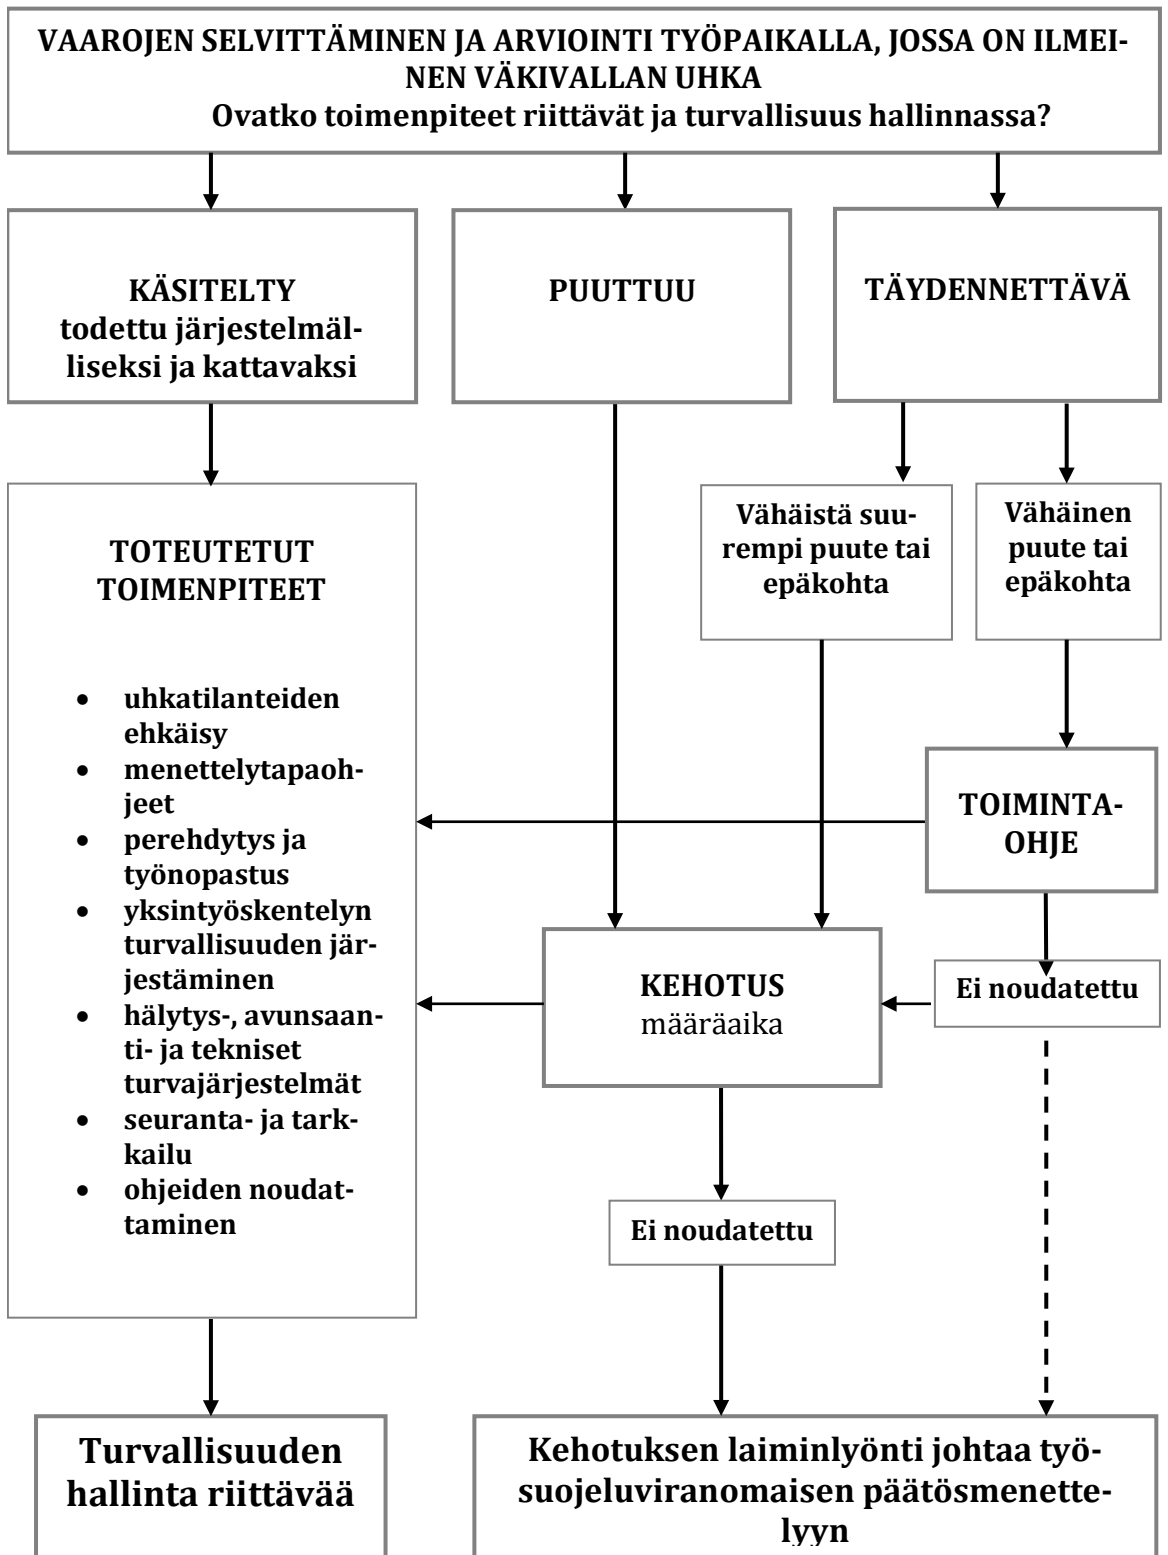 VAAROJEN SELVITTÄMINEN JA ARVIOINTI TYÖPAIKALLA, JOSSA ON ILMEI-
NEN VÄKIVALLAN UHKA
Ovatko toimenpiteet riittävät ja turvallisuus hallinnassa?
KÄSITELTY
todettu järjestelmäl-
liseksi ja kattavaksi
PUUTTUU
TÄYDENNETTÄVÄ
Vähäistä suu-
rempi puute tai
epäkohta
Vähäinen
puute tai
epäkohta
TOTEUTETUT
TOIMENPITEET
• uhkatilanteiden
ehkäisy
• menettelytapaoh-
jeet
• perehdytys ja
työnopastus
• yksintyöskentelyn
turvallisuuden jär-
jestäminen
• hälytys-, avunsaan-
ti- ja tekniset
turvajärjestelmät
• seuranta- ja tark-
kailu
• ohjeiden noudat-
taminen
TOIMINTA-
OHJE
KEHOTUS
määräaika
Ei noudatettu
Ei noudatettu
Turvallisuuden
hallinta riittävää
Kehotuksen laiminlyönti johtaa työ-
suojeluviranomaisen päätösmenette-
lyyn